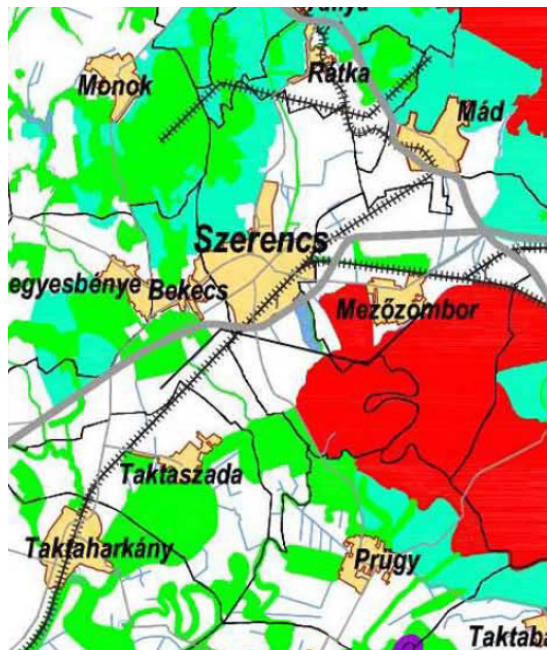 Rátka
Monok
Mád
Szerencs
egyesbénye
Bekecs
Mezőzombor
Taktaszada
Taktaharkány
Prügy
Taktaba